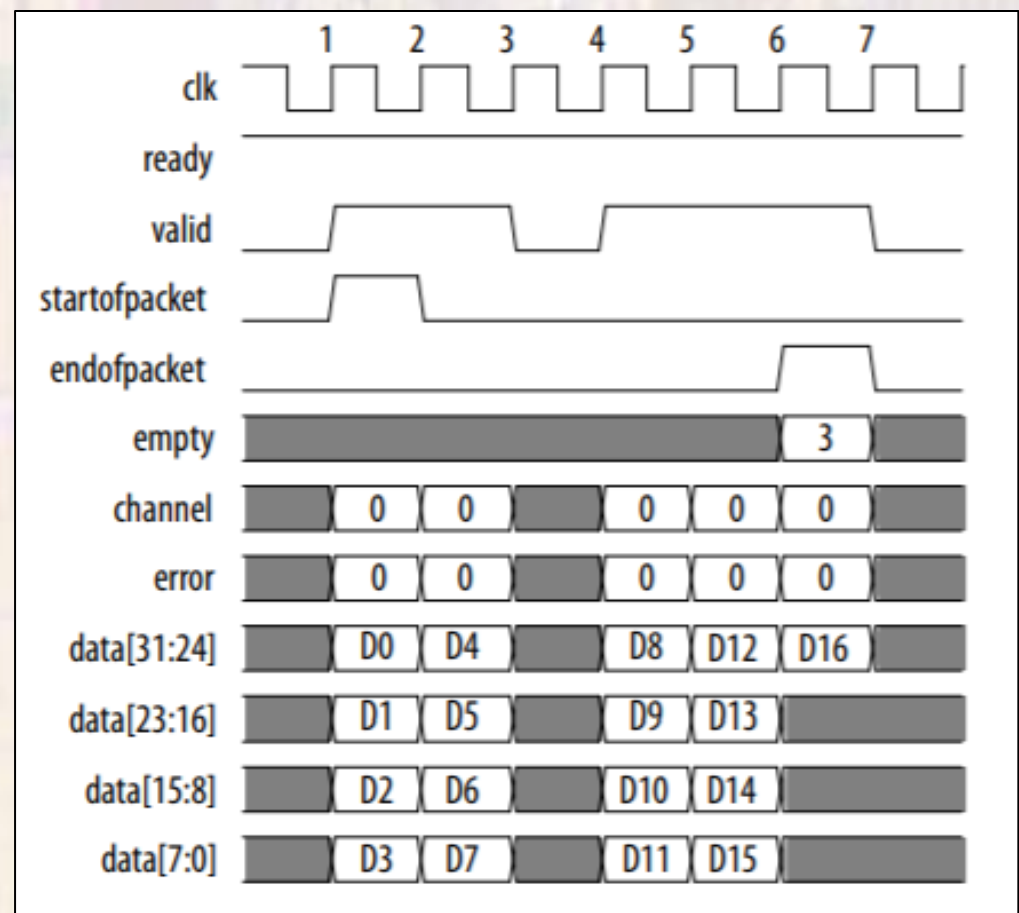 1 2 3 4 5 6 7
clk
ready
valid
startofpacket
endofpacket
empty 3
channel 0 0 0 0 0
error 0 0 0 0 0
data[31:24] D0 D4 D8 D12 D16
data[23:16] D1 D5 D9 D13
data[15:8] D2 D6 D10 D14
data[7:0] D3 D7 D11 D15